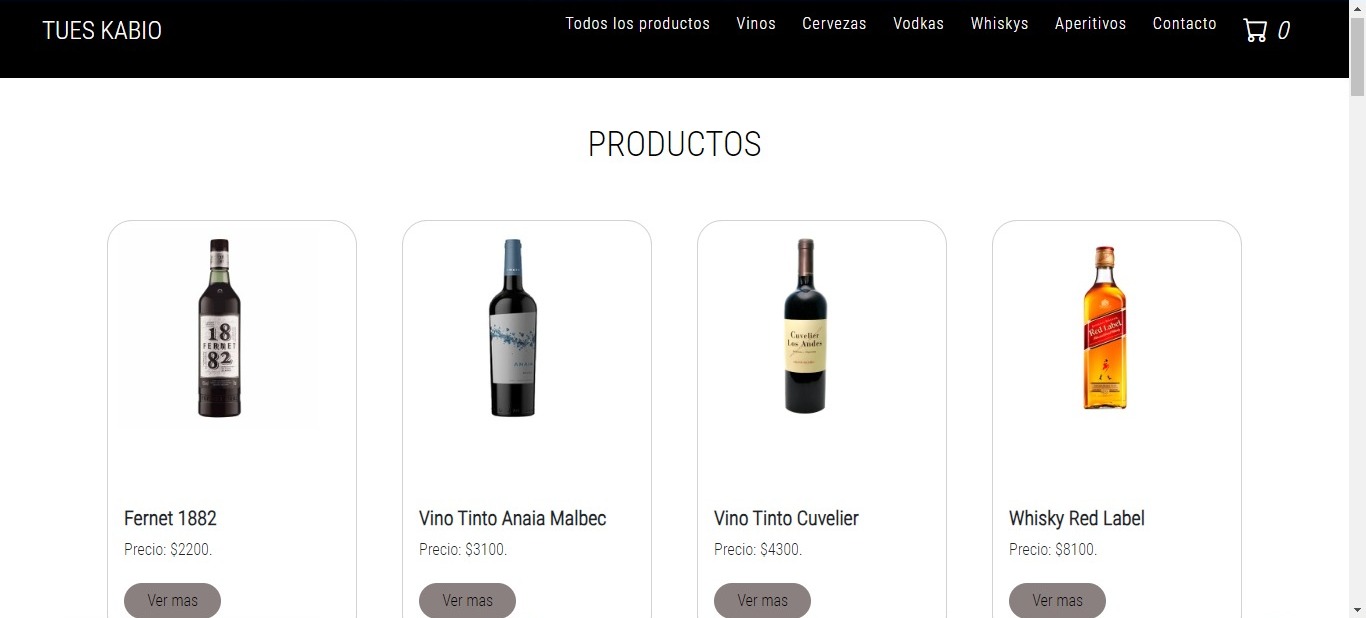 TUES KABIO
Todos los productos Vinos Cervezas Vodkas Whiskys Aperitivos Contacto 0
PRODUCTOS
18
FERNET
82
ANAIA
Cuvelier
Los Andes
Red Label
Fernet 1882
Precio: $2200.
Ver mas
Vino Tinto Anaia Malbec
Precio: $3100.
Ver mas
Vino Tinto Cuvelier
Precio: $4300.
Ver mas
Whisky Red Label
Precio: $8100.
Ver mas